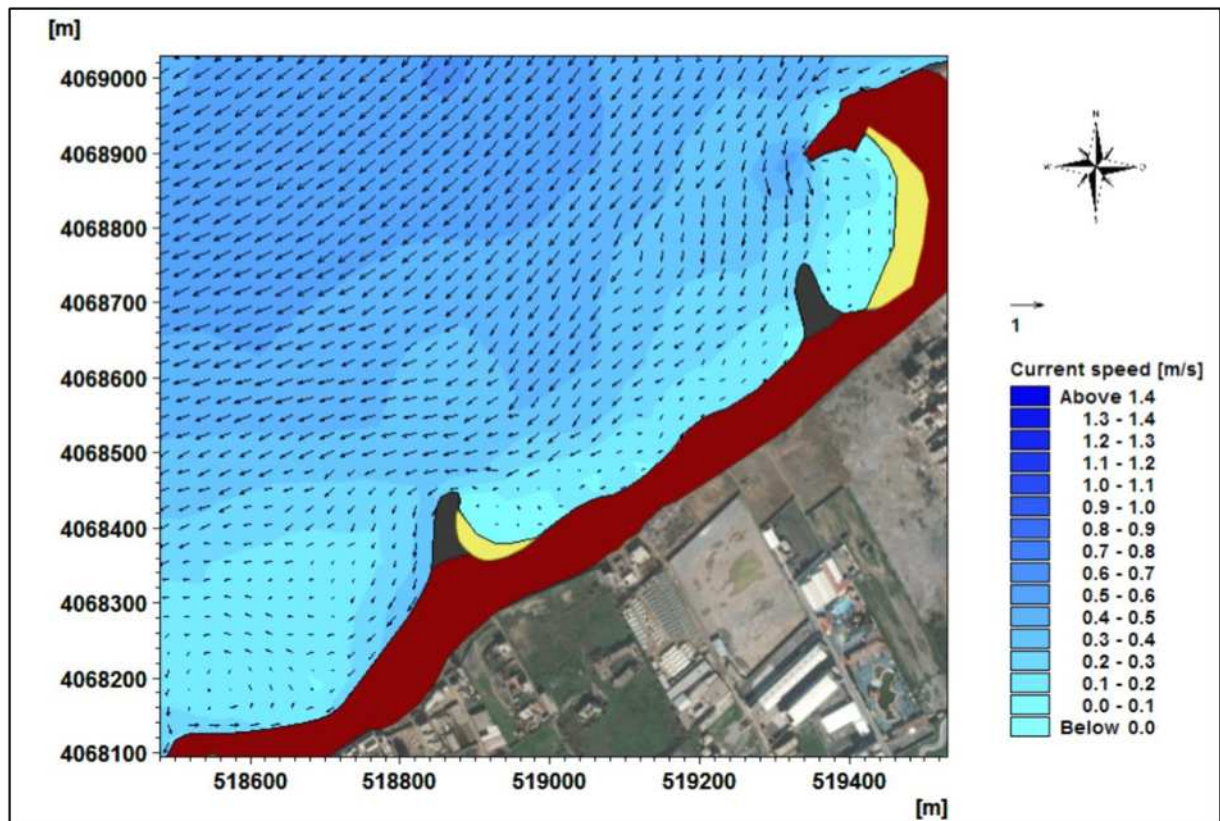 [m]
4069000
4068900
4068800
4068700
4068600
4068500
4068400
4068300
4068200
4068100
518600 518800 519000 519200 519400
[m]
N
W O
S
1
Current speed [m/s]
Above 1.4
1.3 - 1.4
1.2 - 1.3
1.1 - 1.2
1.0 - 1.1
0.9 - 1.0
0.8 - 0.9
0.7 - 0.8
0.6 - 0.7
0.5 - 0.6
0.4 - 0.5
0.3 - 0.4
0.2 - 0.3
0.1 - 0.2
0.0 - 0.1
Below 0.0